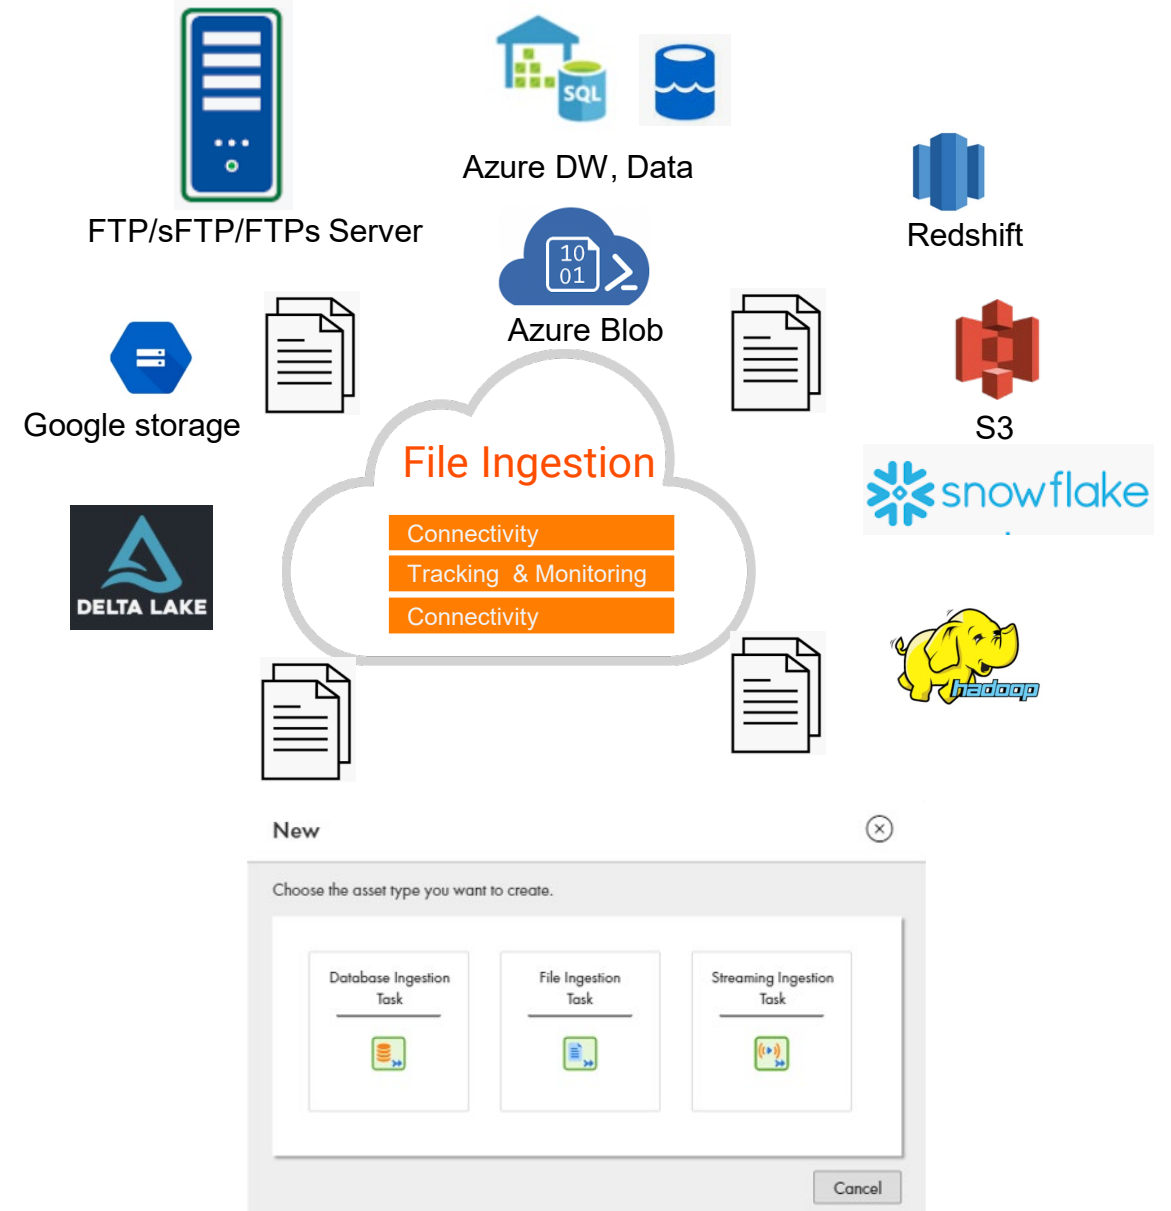 SQL
Azure DW, Data
FTP/sFTP/FTPs Server
Redshift
10
01
Azure Blob
Google storage
S3
File Ingestion
snowflake
Connectivity
Tracking & Monitoring
Connectivity
DELTA LAKE
hadoop
New
Choose the asset type you want to create.
Database Ingestion
Task
File Ingestion
Task
Streaming Ingestion
Task
Cancel